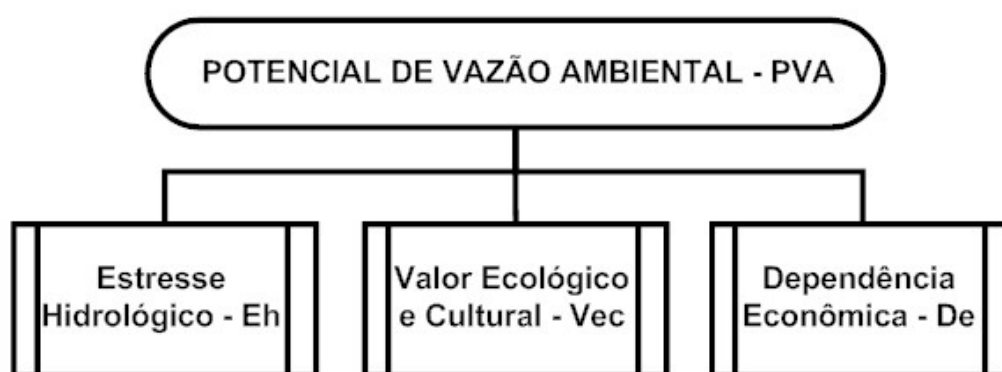 POTENCIAL DE VAZÃO AMBIENTAL - PVA
Estresse
Hidrológico - Eh
Valor Ecológico
e Cultural - Vec
Dependência
Econômica - De